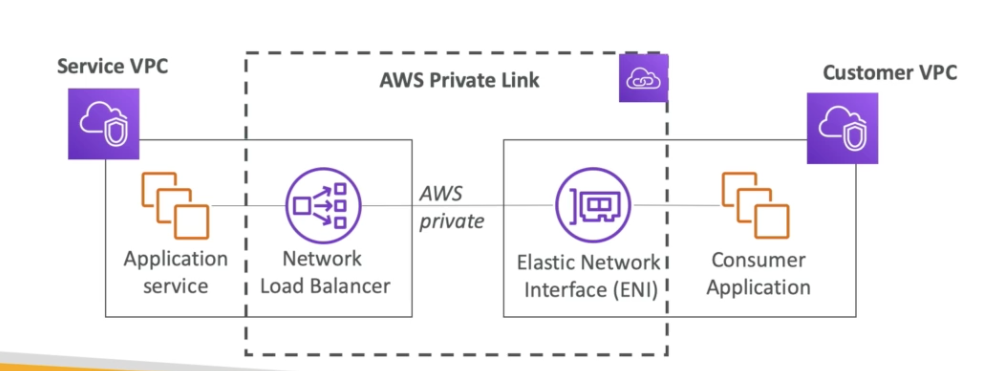 Service VPC
AWS Private Link
Customer VPC
AWS
private
Application
service
Network
Load Balancer
Elastic Network
Interface (ENI)
Consumer
Application